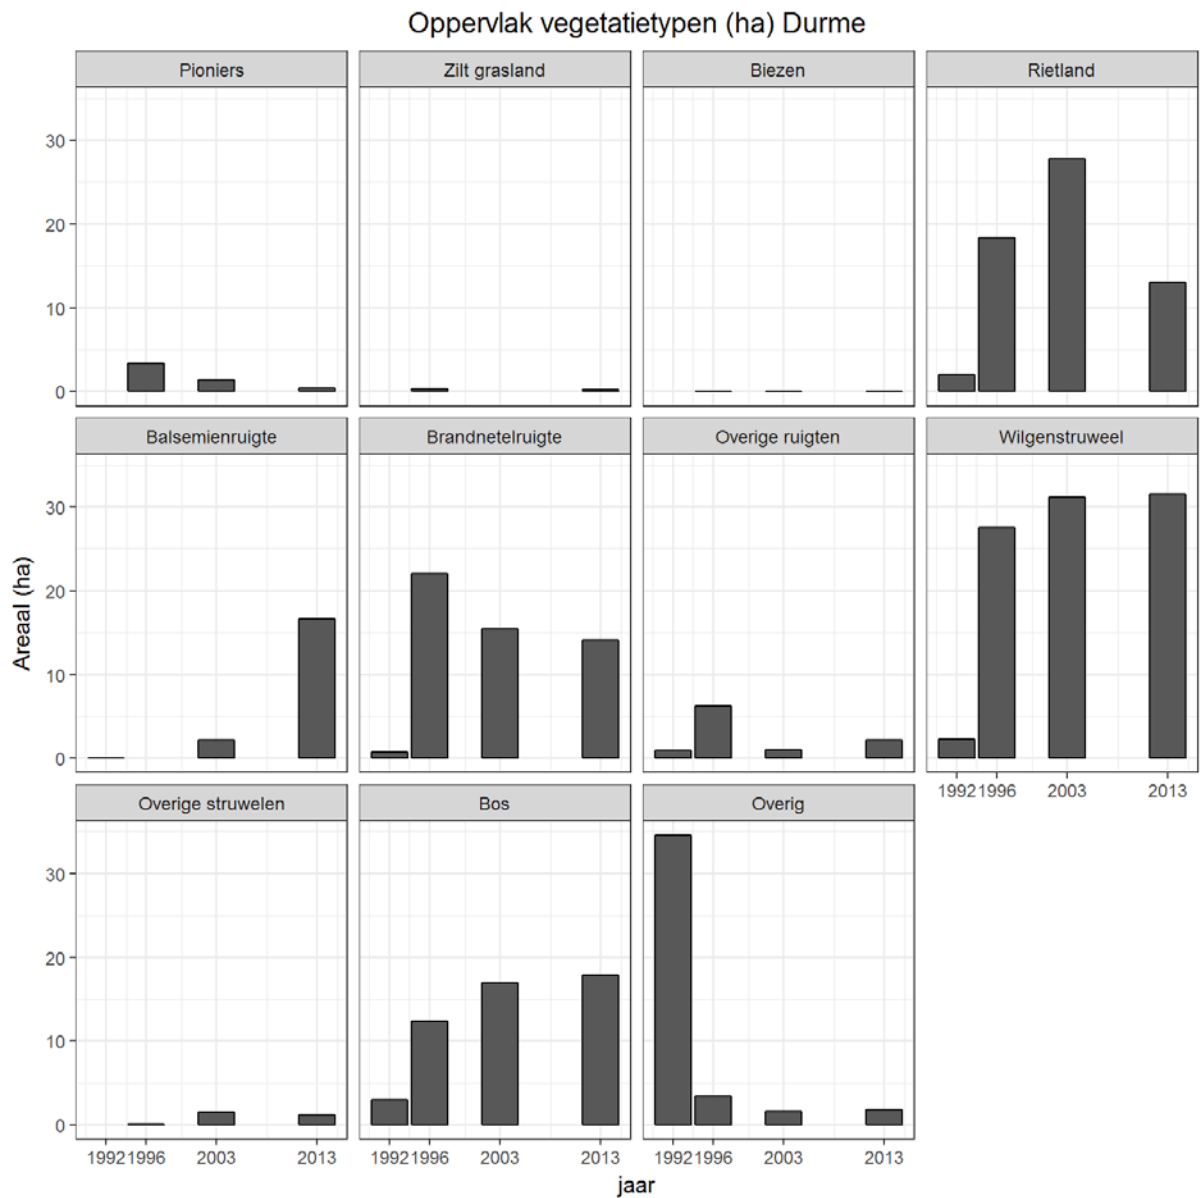 Oppervlak vegetatietypen (ha) Durme
Pioniers Zilt grasland Biezen Rietland
30
20
10
0
Balsemienruigte Brandnetelruigte Overige ruigten Wilgenstruweel
30
20
10
0
1992 1996 2003 2013
Overige struwelen Bos Overig
30
20
10
0
1992 1996 2003 2013 1992 1996 2003 2013 1992 1996 2003 2013
Areaal (ha)
jaar